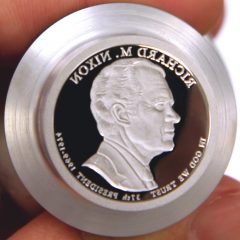 RICHARD M. NIXON
IN GOD WE TRUST
37th PRESIDENT 1969-1974